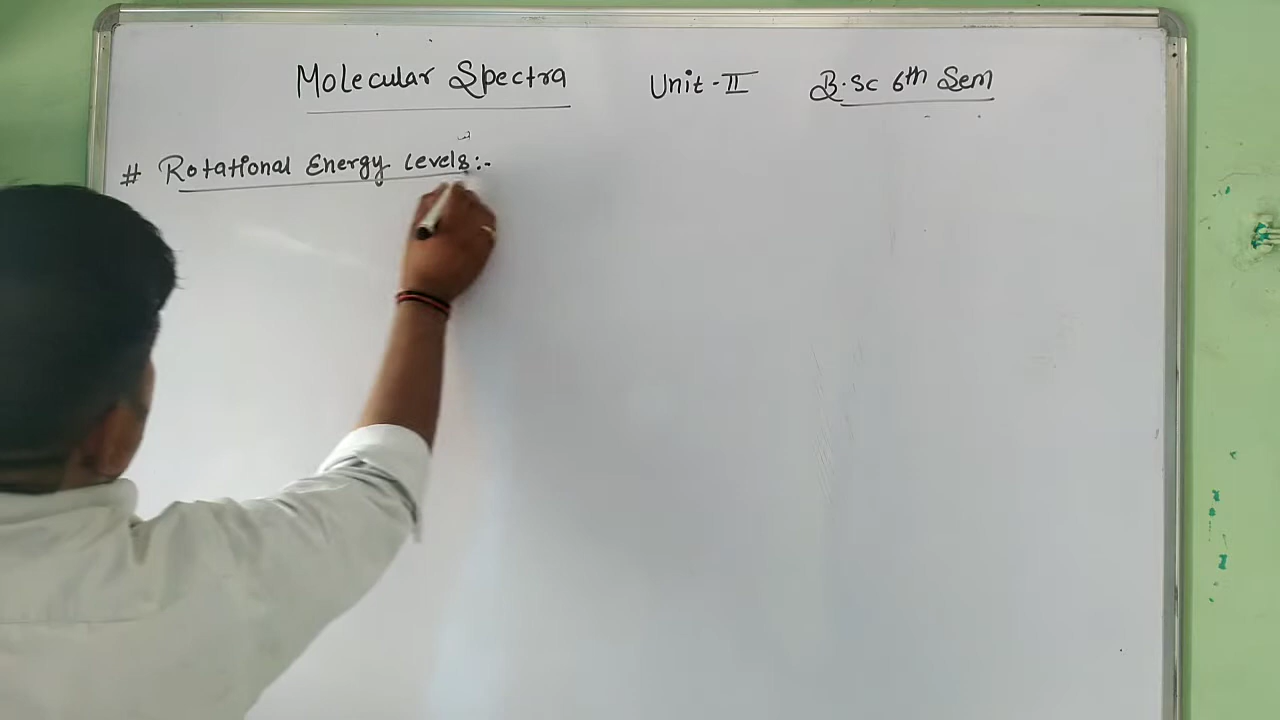 Molecular Spectra Unit-II B.Sc 6th Sem
# Rotational Energy Levels:-